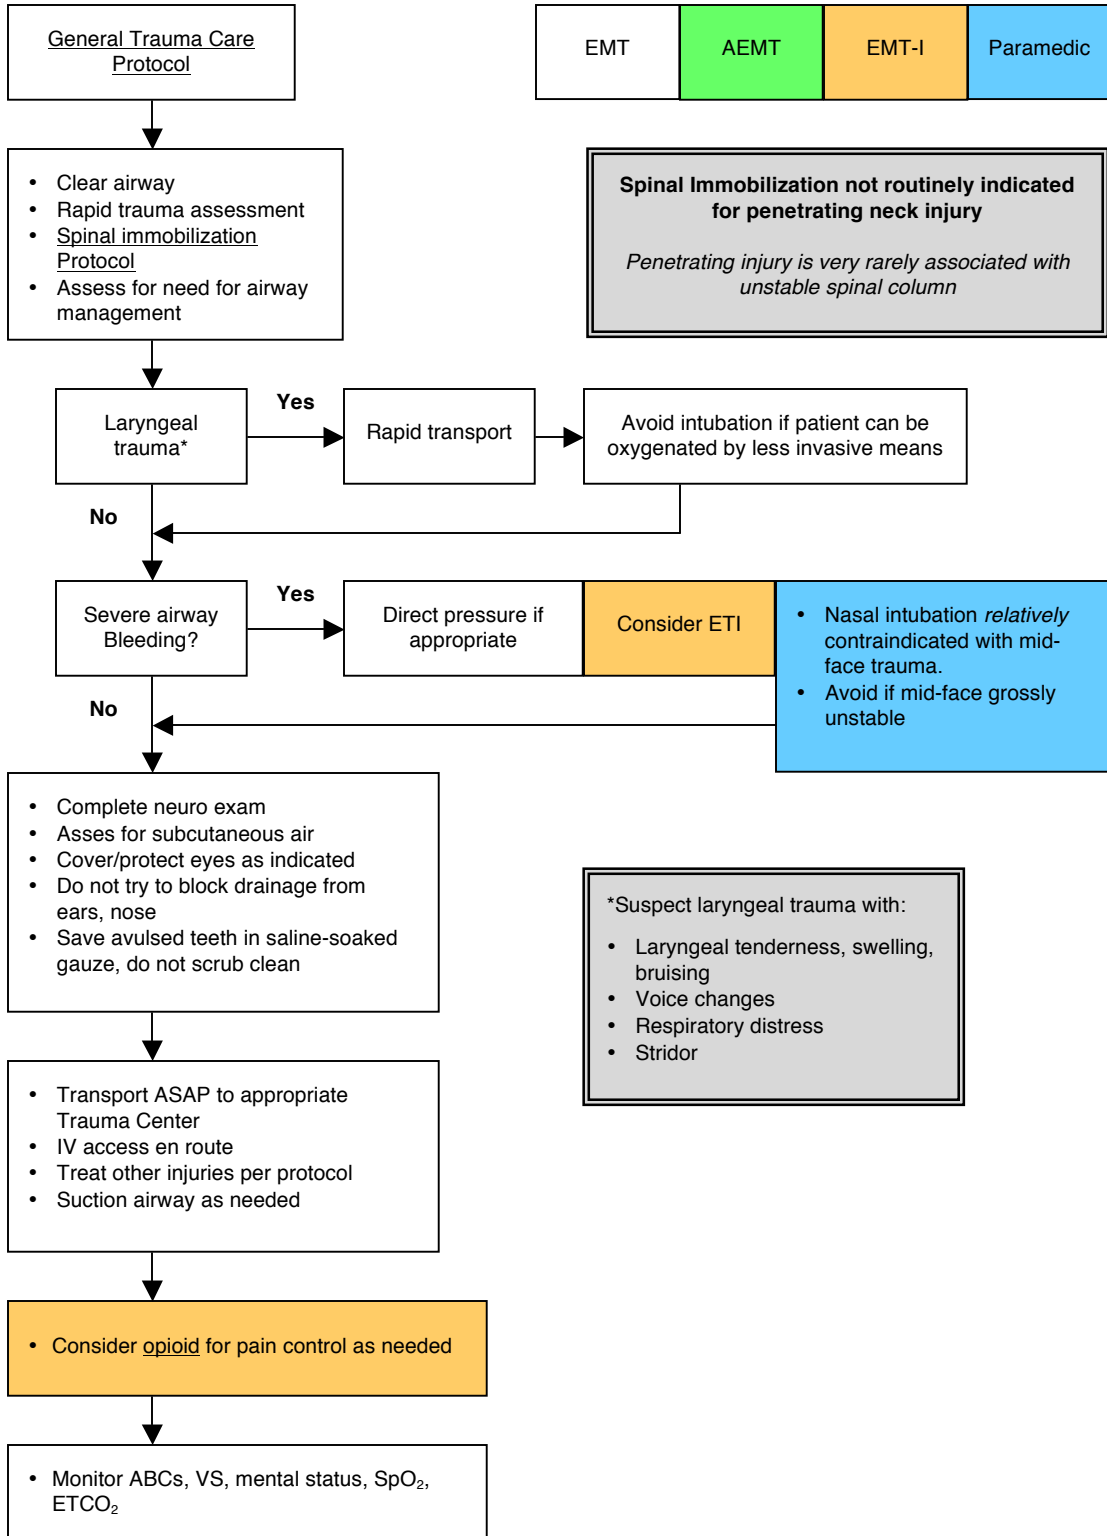 General Trauma Care
Protocol
EMT
AEMT
EMT-I
Paramedic
• Clear airway
• Rapid trauma assessment
• Spinal immobilization
Protocol
• Assess for need for airway
management
Spinal Immobilization not routinely indicated
for penetrating neck injury
Penetrating injury is very rarely associated with
unstable spinal column
Laryngeal
trauma*
Yes
Rapid transport
Avoid intubation if patient can be
oxygenated by less invasive means
No
Severe airway
Bleeding?
Yes
Direct pressure if
appropriate
Consider ETI
• Nasal intubation relatively
contraindicated with mid-
face trauma.
• Avoid if mid-face grossly
unstable
No
• Complete neuro exam
• Asses for subcutaneous air
• Cover/protect eyes as indicated
• Do not try to block drainage from
ears, nose
• Save avulsed teeth in saline-soaked
gauze, do not scrub clean
*Suspect laryngeal trauma with:
• Laryngeal tenderness, swelling,
bruising
• Voice changes
• Respiratory distress
• Stridor
• Transport ASAP to appropriate
Trauma Center
• IV access en route
• Treat other injuries per protocol
• Suction airway as needed
• Consider opioid for pain control as needed
• Monitor ABCs, VS, mental status, SpO₂,
ETCO₂